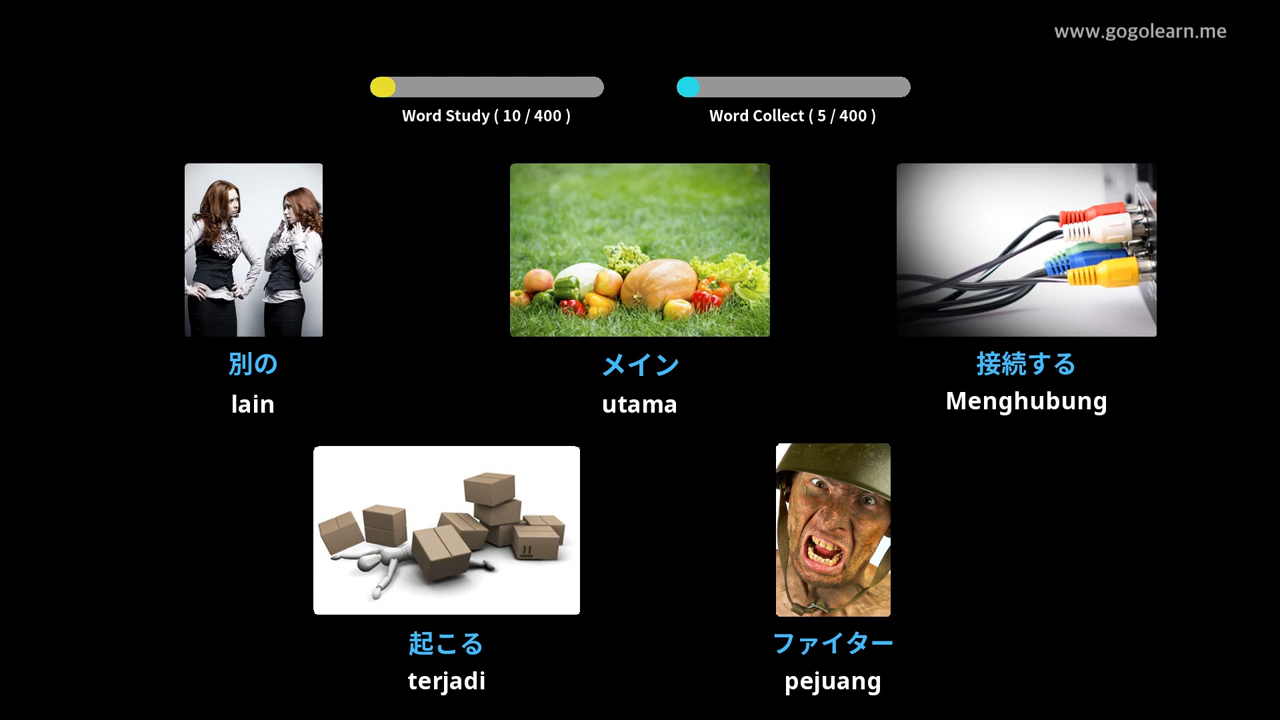 www.gogolearn.me
Word Study ( 10 / 400 )
Word Collect ( 5 / 400 )
別の
lain
メイン
utama
接続する
Menghubung
起こる
terjadi
ファイター
pejuang